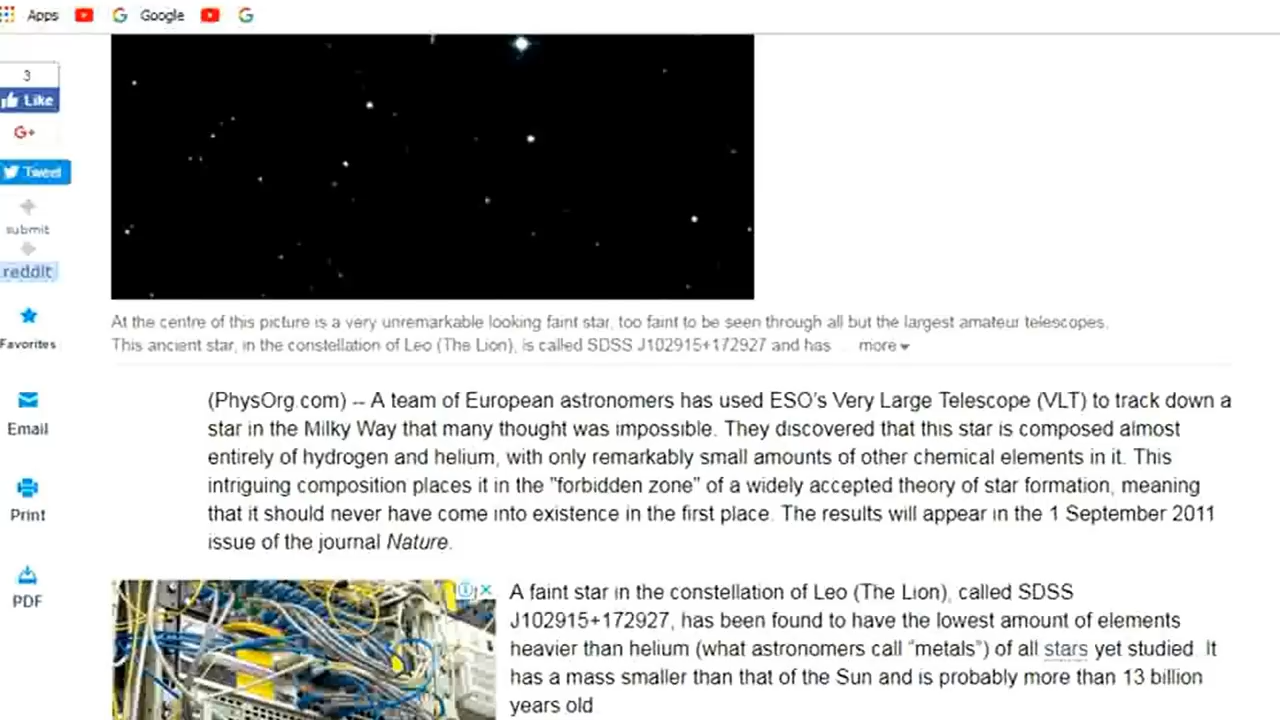 Apps
Google
3
Like
G+
Tweet
submit
reddit
Favorites
Email
Print
PDF
At the centre of this picture is a very unremarkable looking faint star, too faint to be seen through all but the largest amateur telescopes.
This ancient star, in the constellation of Leo (The Lion), is called SDSS J102915+172927 and has ... more
(PhysOrg.com) -- A team of European astronomers has used ESO's Very Large Telescope (VLT) to track down a
star in the Milky Way that many thought was impossible. They discovered that this star is composed almost
entirely of hydrogen and helium, with only remarkably small amounts of other chemical elements in it. This
intriguing composition places it in the "forbidden zone" of a widely accepted theory of star formation, meaning
that it should never have come into existence in the first place. The results will appear in the 1 September 2011
issue of the journal Nature.
A faint star in the constellation of Leo (The Lion), called SDSS
J102915+172927, has been found to have the lowest amount of elements
heavier than helium (what astronomers call "metals") of all stars yet studied. It
has a mass smaller than that of the Sun and is probably more than 13 billion
years old